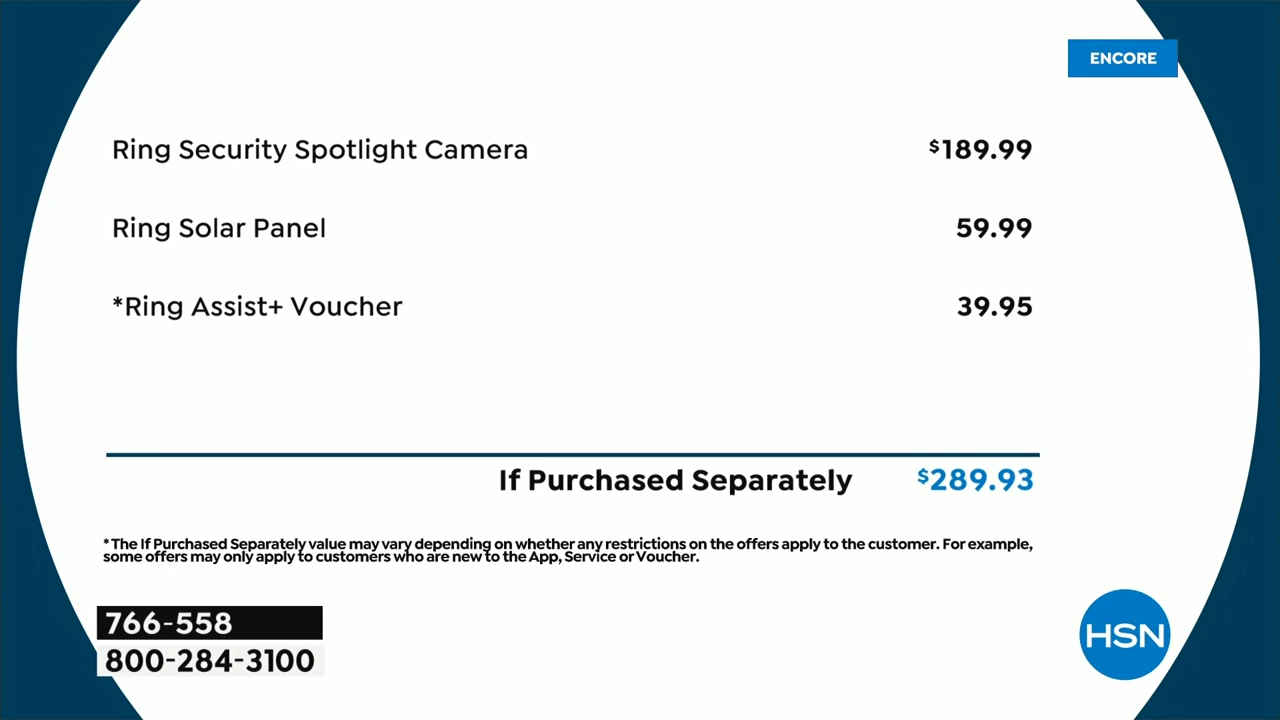 ENCORE
Ring Security Spotlight Camera $189.99
Ring Solar Panel 59.99
*Ring Assist+ Voucher 39.95
If Purchased Separately $289.93
*The If Purchased Separately value may vary depending on whether any restrictions on the offers apply to the customer. For example,
some offers may only apply to customers who are new to the App, Service or Voucher.
766-558
800-284-3100
HSN